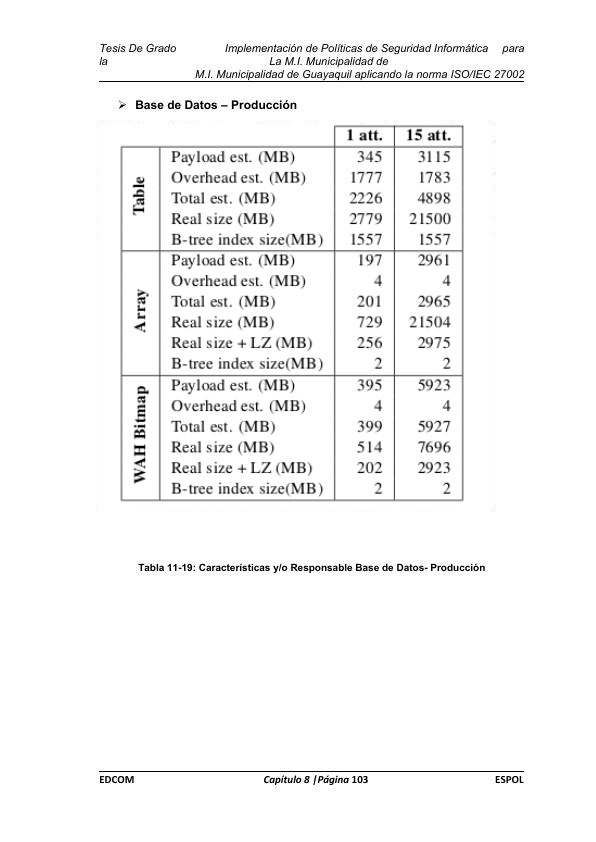 Tesis De Grado Implementación de Políticas de Seguridad Informática para
la La M.I. Municipalidad de
M.I. Municipalidad de Guayaquil aplicando la norma ISO/IEC 27002
➢ Base de Datos – Producción
1 att. 15 att.
Table
Payload est. (MB) 345 3115
Overhead est. (MB) 1777 1783
Total est. (MB) 2226 4898
Real size (MB) 2779 21500
B-tree index size(MB) 1557 1557
Array
Payload est. (MB) 197 2961
Overhead est. (MB) 4 4
Total est. (MB) 201 2965
Real size (MB) 729 21504
Real size + LZ (MB) 256 2975
B-tree index size(MB) 2 2
WAH Bitmap
Payload est. (MB) 395 5923
Overhead est. (MB) 4 4
Total est. (MB) 399 5927
Real size (MB) 514 7696
Real size + LZ (MB) 202 2923
B-tree index size(MB) 2 2
Tabla 11-19: Características y/o Responsable Base de Datos- Producción
EDCOM Capítulo 8 |Página 103 ESPOL